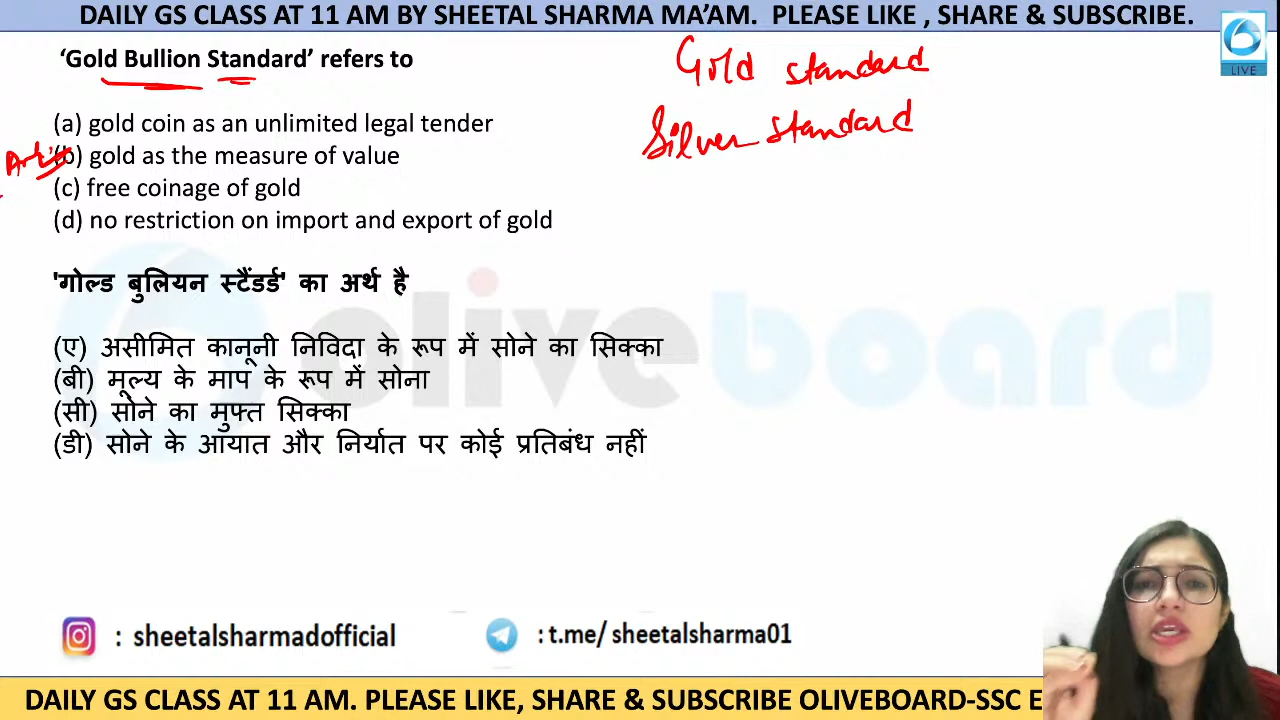 DAILY GS CLASS AT 11 AM BY SHEETAL SHARMA MA’AM. PLEASE LIKE , SHARE & SUBSCRIBE.
‘Gold Bullion Standard’ refers to
Gold standard
Silver standard
LIVE
(a) gold coin as an unlimited legal tender
(b) gold as the measure of value
(c) free coinage of gold
(d) no restriction on import and export of gold
'गोल्ड बुलियन स्टैंडर्ड' का अर्थ है
(ए) असीमित कानूनी निविदा के रूप में सोने का सिक्का
(बी) मूल्य के माप के रूप में सोना
(सी) सोने का मुफ्त सिक्का
(डी) सोने के आयात और निर्यात पर कोई प्रतिबंध नहीं
oliveboard
: sheetalsharmadofficial
: t.me/ sheetalsharma01
DAILY GS CLASS AT 11 AM. PLEASE LIKE, SHARE & SUBSCRIBE OLIVEBOARD-SSC E